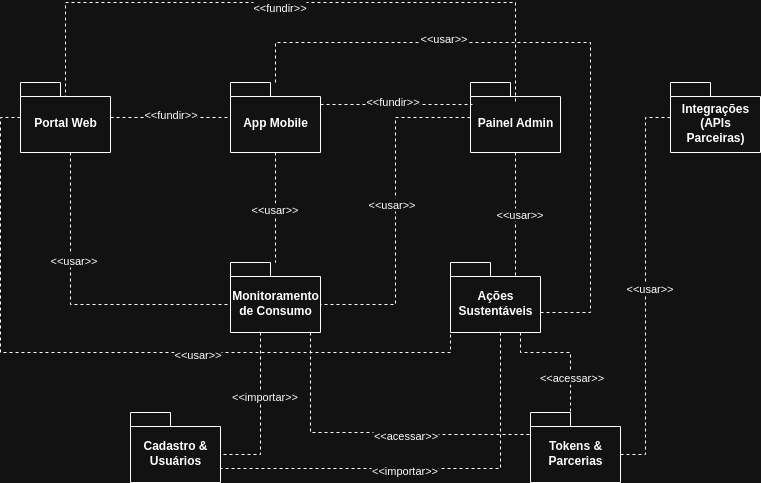 <<fundir>>
<<usar>>
<<fundir>>
Portal Web
<<fundir>>
App Mobile
Painel Admin
Integrações
(APIs
Parceiras)
<<usar>>
<<usar>>
<<usar>>
<<usar>>
<<usar>>
Monitoramento
de Consumo
Ações
Sustentáveis
<<usar>>
<<acessar>>
<<importar>>
<<acessar>>
Cadastro &
Usuários
Tokens &
Parcerias
<<importar>>